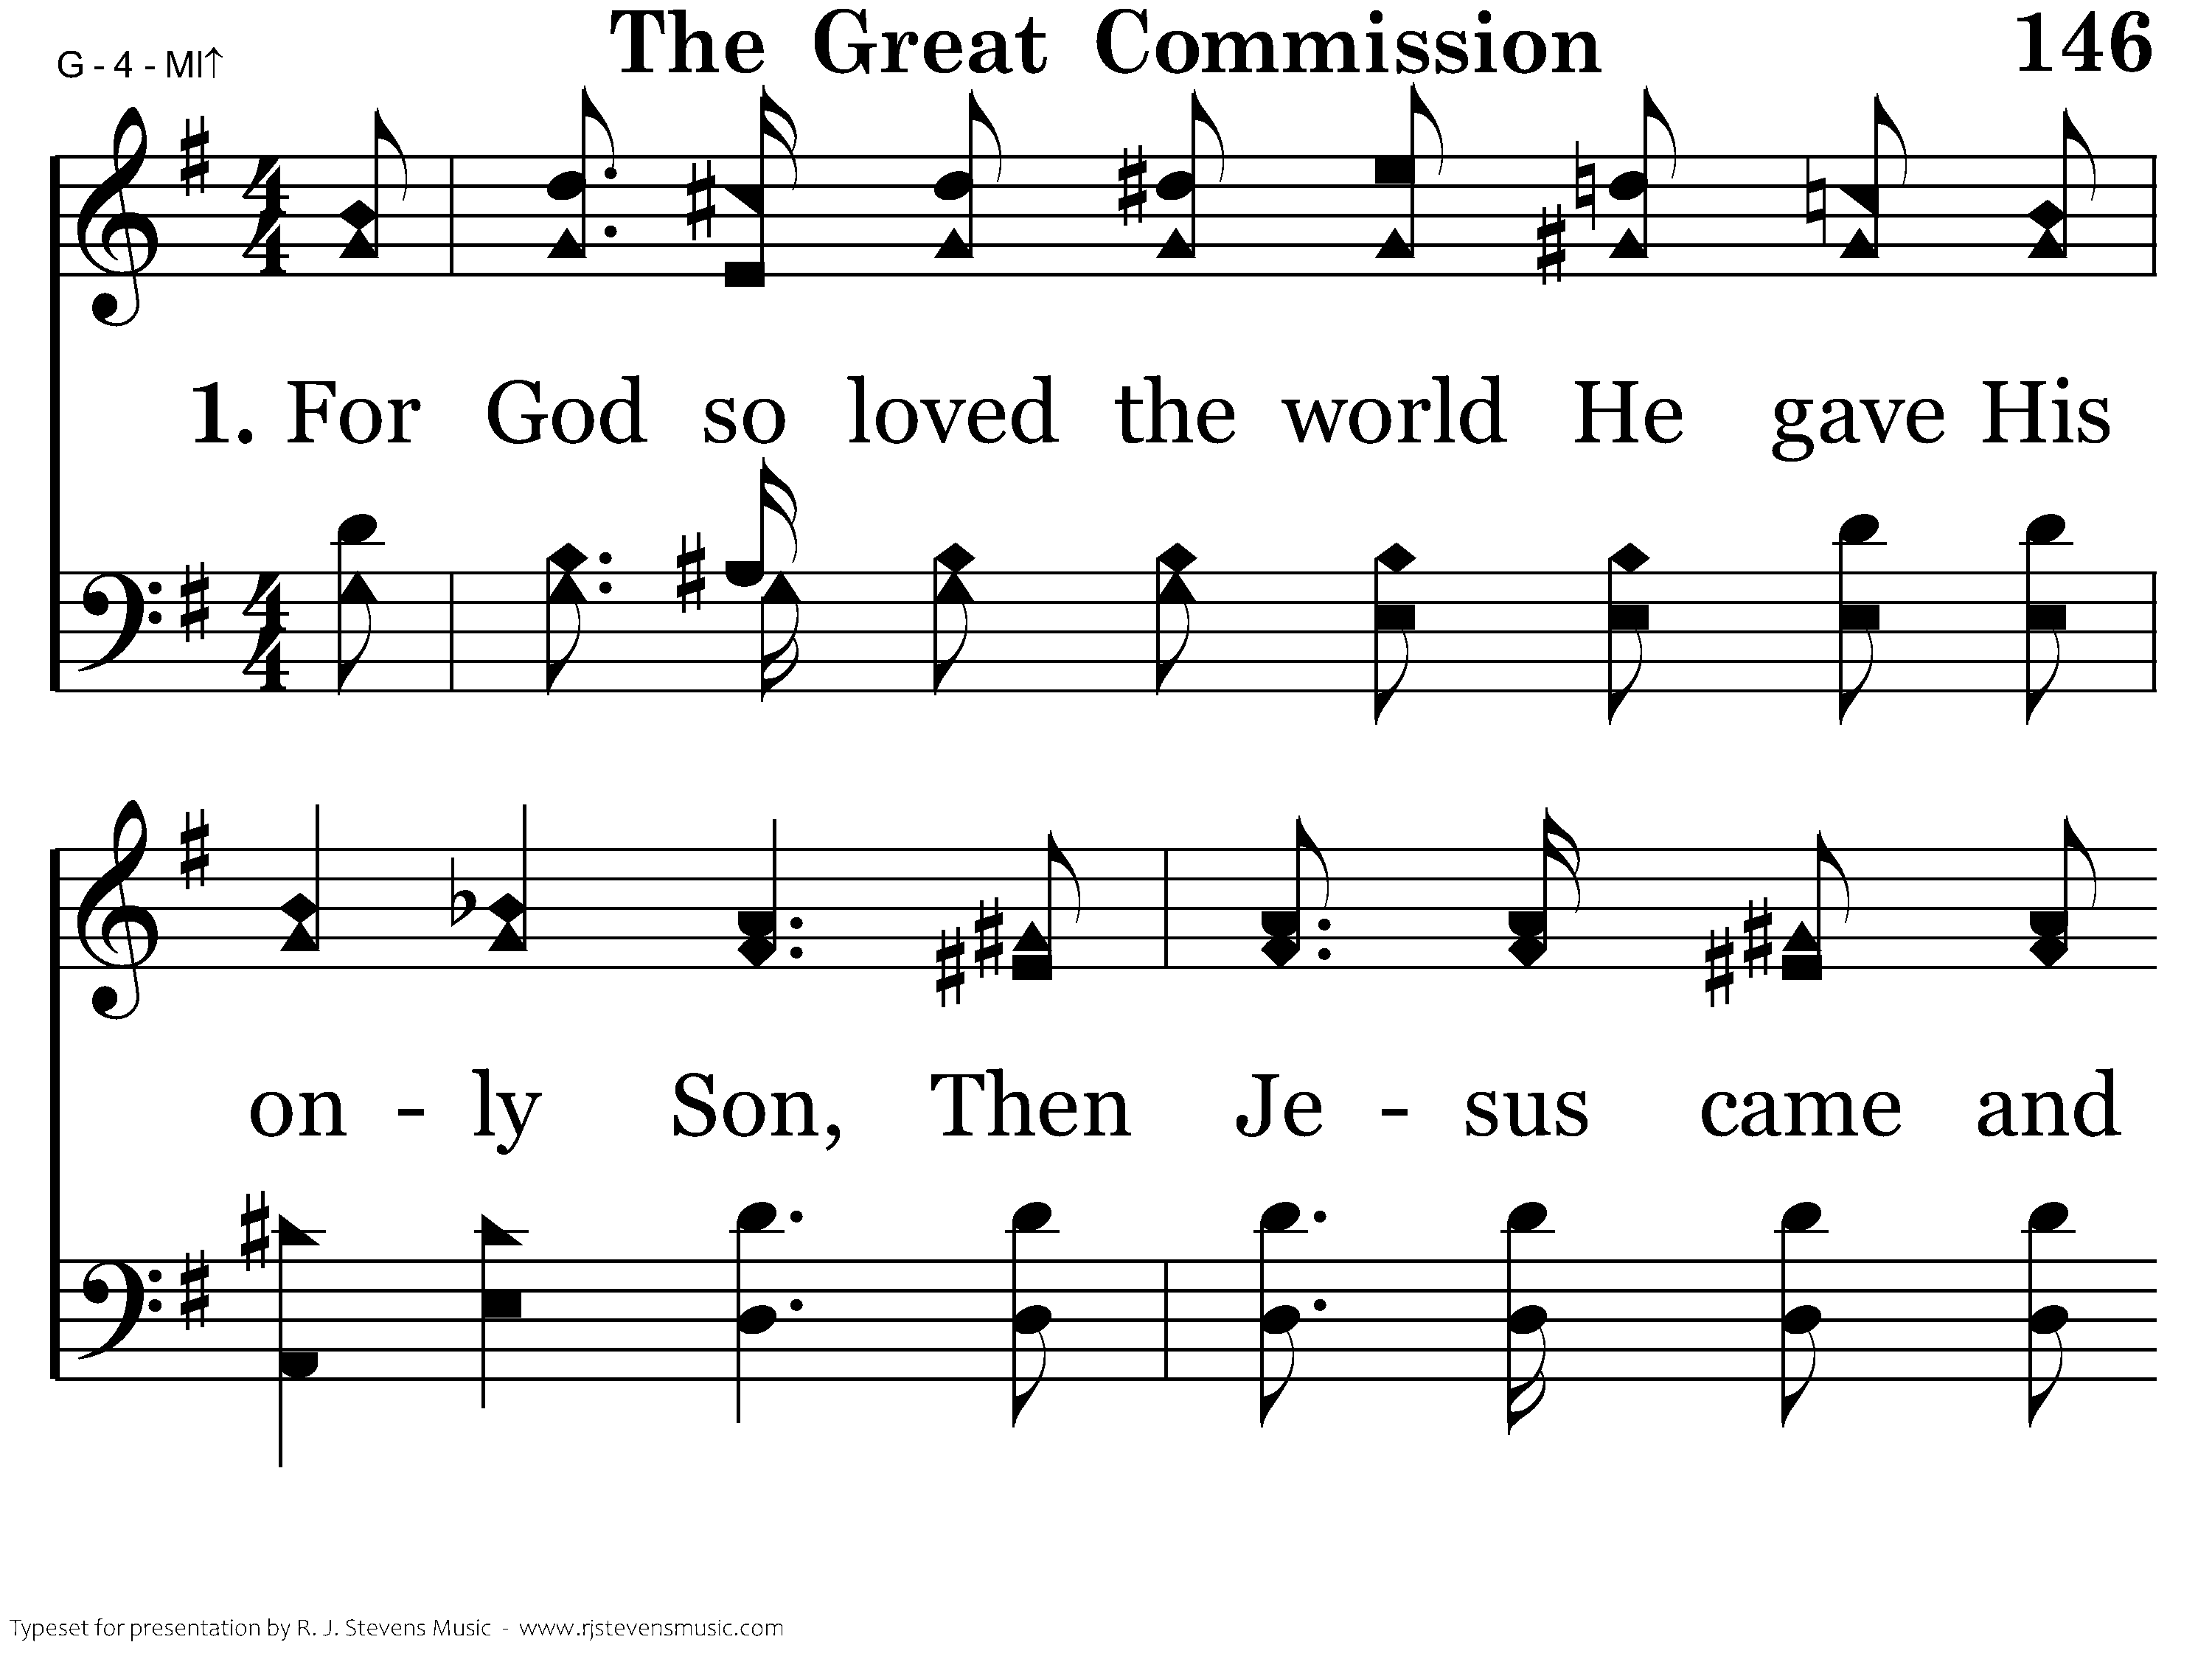 The Great Commission 146
G - 4 - MI↑
1. For God so loved the world He gave His
on - ly Son, Then Je - sus came and
Typeset for presentation by R. J. Stevens Music - www.rjstevensmusic.com